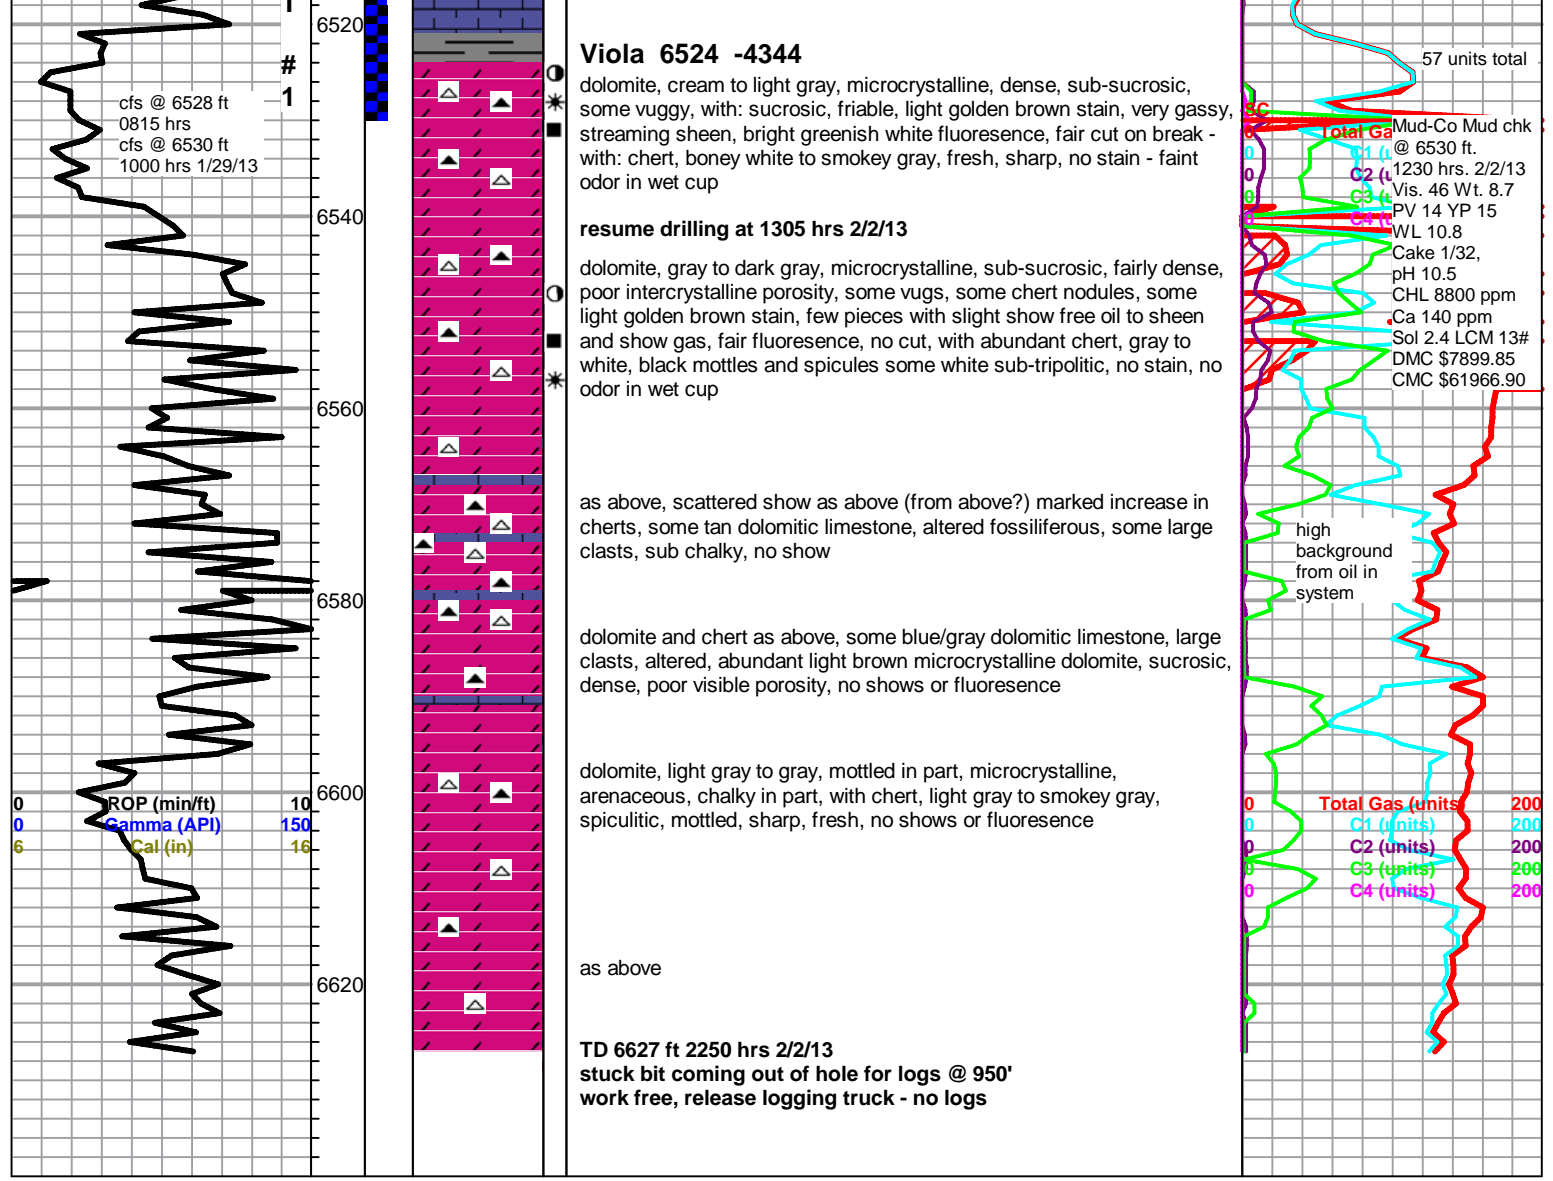 T
#
1
6520
cfs @ 6528 ft
0815 hrs
cfs @ 6530 ft
1000 hrs 1/29/13
6540
6560
6580
6600
0 ROP (min/ft) 10
0 Gamma (API) 150
6 Cal (in) 16
6620
Viola 6524 -4344
dolomite, cream to light gray, microcrystalline, dense, sub-sucrosic,
some vuggy, with: sucrosic, friable, light golden brown stain, very gassy,
streaming sheen, bright greenish white fluoresence, fair cut on break -
with: chert, boney white to smokey gray, fresh, sharp, no stain - faint
odor in wet cup
resume drilling at 1305 hrs 2/2/13
dolomite, gray to dark gray, microcrystalline, sub-sucrosic, fairly dense,
poor intercrystalline porosity, some vugs, some chert nodules, some
light golden brown stain, few pieces with slight show free oil to sheen
and show gas, fair fluoresence, no cut, with abundant chert, gray to
white, black mottles and spicules some white sub-tripolitic, no stain, no
odor in wet cup
as above, scattered show as above (from above?) marked increase in
cherts, some tan dolomitic limestone, altered fossiliferous, some large
clasts, sub chalky, no show
dolomite and chert as above, some blue/gray dolomitic limestone, large
clasts, altered, abundant light brown microcrystalline dolomite, sucrosic,
dense, poor visible porosity, no shows or fluoresence
dolomite, light gray to gray, mottled in part, microcrystalline,
arenaceous, chalky in part, with chert, light gray to smokey gray,
spiculitic, mottled, sharp, fresh, no shows or fluoresence
as above
TD 6627 ft 2250 hrs 2/2/13
stuck bit coming out of hole for logs @ 950'
work free, release logging truck - no logs
57 units total
SC
Total Ga
0 C1 (u
0 C2 (u
0 C3 (u
0 C4 (u
Mud-Co Mud chk
@ 6530 ft.
1230 hrs. 2/2/13
Vis. 46 Wt. 8.7
PV 14 YP 15
WL 10.8
Cake 1/32,
pH 10.5
CHL 8800 ppm
Ca 140 ppm
Sol 2.4 LCM 13#
DMC $7899.85
CMC $61966.90
high
background
from oil in
system
0 Total Gas (units) 200
0 C1 (units) 200
0 C2 (units) 200
0 C3 (units) 200
0 C4 (units) 200